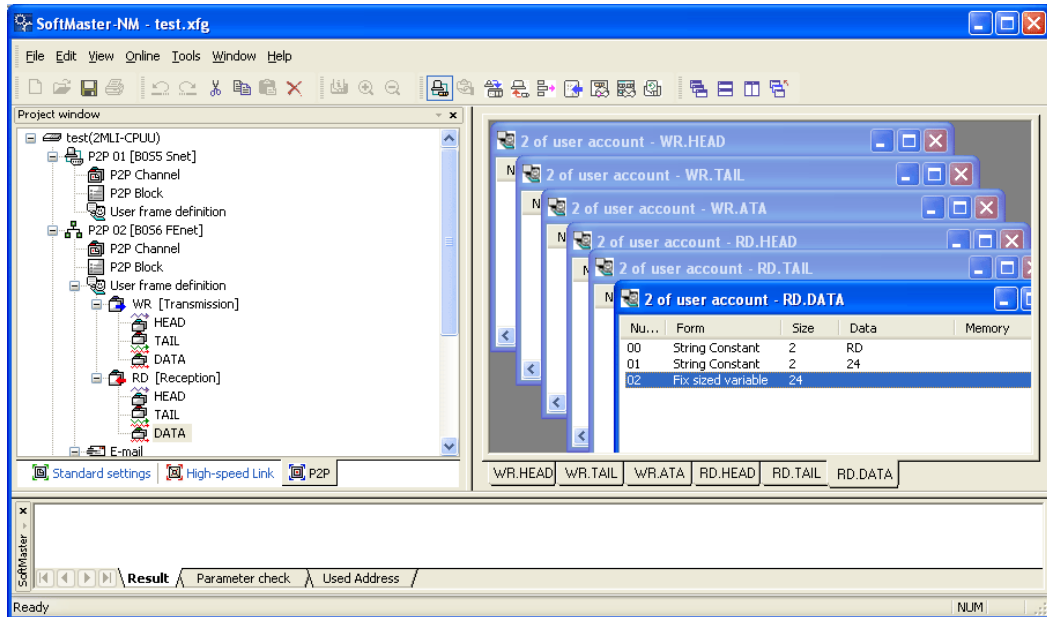 SoftMaster-NM - test.xfg
File Edit View Online Tools Window Help
Project window
test(2MLI-CPUU)
P2P 01 [B0S5 Snet]
P2P Channel
P2P Block
User frame definition
P2P 02 [B0S6 FEnet]
P2P Channel
P2P Block
User frame definition
WR [Transmission]
HEAD
TAIL
DATA
RD [Reception]
HEAD
TAIL
DATA
E-mail
Standard settings High-speed Link P2P
2 of user account - WR.HEAD
N
2 of user account - WR.TAIL
N
2 of user account - WR.ATA
N
2 of user account - RD.HEAD
N
2 of user account - RD.TAIL
N
2 of user account - RD.DATA
Nu... Form Size Data Memory
00 String Constant 2 RD
01 String Constant 2 24
02 Fix sized variable 24
WR.HEAD WR.TAIL WR.ATA RD.HEAD RD.TAIL RD.DATA
SoftMaster
Result Parameter check Used Address
Ready NUM